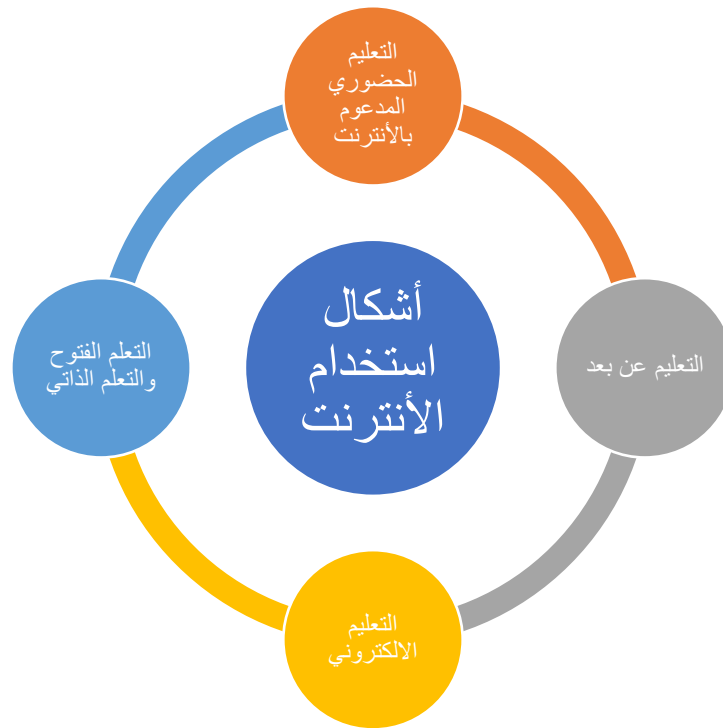 التعليم
الحضوري
المدعوم
بالأنترنت
أشكال
استخدام
الأنترنت
التعليم عن بعد
التعليم
الالكتروني
التعلم الفتوح
والتعلم الذاتي